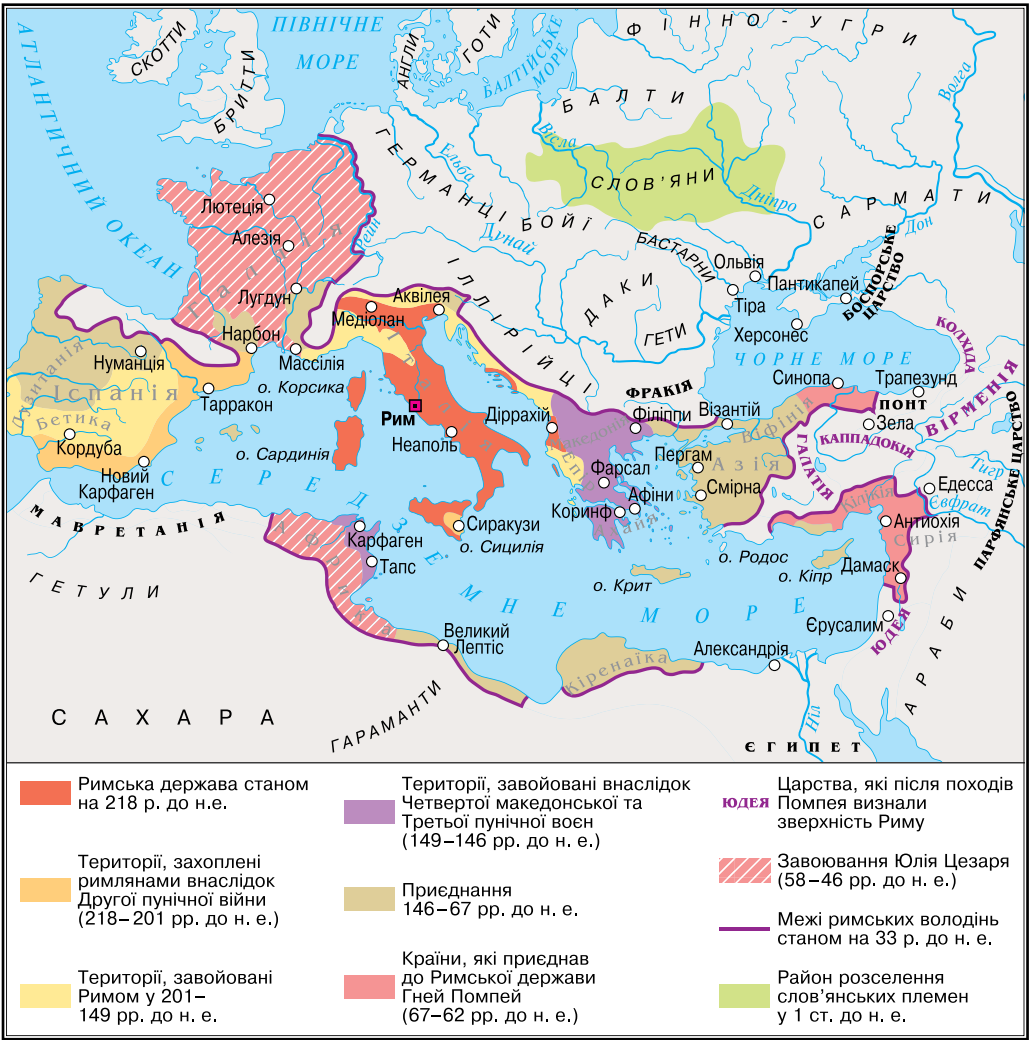 ПІВНІЧНЕ
МОРЕ
АТЛАНТИЧНИЙ ОКЕАН
СКОТТИ
БРИТТИ
АНГЛИ
ГОТИ
БАЛТІЙСЬКЕ
МОРЕ
ФІННО-УГРИ
Волга
БАЛТИ
Вісла
СЛОВ'ЯНИ
Дніпро
САРМАТИ
Дон
Ельба
ГЕРМАНЦІ
БОЇ
Рейн
Дунай
БАСТАРНИ
Лютеція
Алезія
Галлія
Лугдун
Нарбон
Массілія
Медіолан
Аквілея
ІЛЛІРІЙЦІ
ДАКИ
ГЕТИ
Ольвія
Тіра
Пантикапей
Херсонес
БОСПОРСЬКЕ
ЦАРСТВО
КОЛХІДА
ЧОРНЕ МОРЕ
Лузитанія
Нуманція
Іспанія
Бетика
Кордуба
Новий
Карфаген
Тарракон
о. Корсика
о. Сардинія
Італія
Рим
Неаполь
Діррахій
ФРАКІЯ
Філіппи
Візантій
Македонія
Епір
Синопа
Трапезунд
ПОНТ
Зела
ВІРМЕНІЯ
Віфінія
ГАЛАТІЯ
КАППАДОКІЯ
Пергам
Азія
Смірна
Фарсал
Афіни
Коринф
Ахайя
Тигр
Едесса
Євфрат
ПАРФЯНСЬКЕ ЦАРСТВО
Кілікія
Антиохія
Сирія
СЕРЕДЗЕМНЕ МОРЕ
МАВРЕТАНІЯ
Африка
Карфаген
Тапс
Сиракузи
о. Сицилія
о. Крит
о. Родос
о. Кіпр
Дамаск
ГЕТУЛИ
Великий
Лептіс
Кіренаїка
Александрія
Єрусалим
ЮДЕЯ
АРАБИ
САХАРА
ГАРАМАНТИ
Ніл
ЄГИПЕТ
Римська держава станом
на 218 р. до н.е.
Території, захоплені
римлянами внаслідок
Другої пунічної війни
(218–201 рр. до н. е.)
Території, завойовані
Римом у 201–
149 рр. до н. е.
Території, завойовані внаслідок
Четвертої македонської та
Третьої пунічної воєн
(149–146 рр. до н. е.)
Приєднання
146–67 рр. до н. е.
Країни, які приєднав
до Римської держави
Гней Помпей
(67–62 рр. до н. е.)
ЮДЕЯ
Царства, які після походів
Помпея визнали
зверхність Риму
Завоювання Юлія Цезаря
(58–46 рр. до н. е.)
Межі римських володінь
станом на 33 р. до н. е.
Район розселення
слов'янських племен
у 1 ст. до н. е.